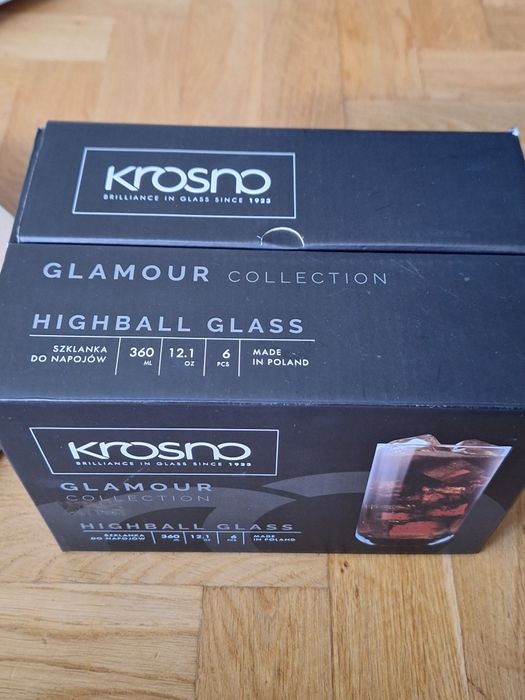 KROSNO
BRILLIANCE IN GLASS SINCE 1923
GLAMOUR COLLECTION
HIGHBALL GLASS
SZKLANKA
DO NAPOJÓW
360
ML
12.1
OZ
6
PCS
MADE
IN POLAND
KROSNO
BRILLIANCE IN GLASS SINCE 1923
GLAMOUR
COLLECTION
HIGHBALL GLASS
SZKLANKA
DO NAPOJÓW
360
12.1
6
MADE
IN POLAND